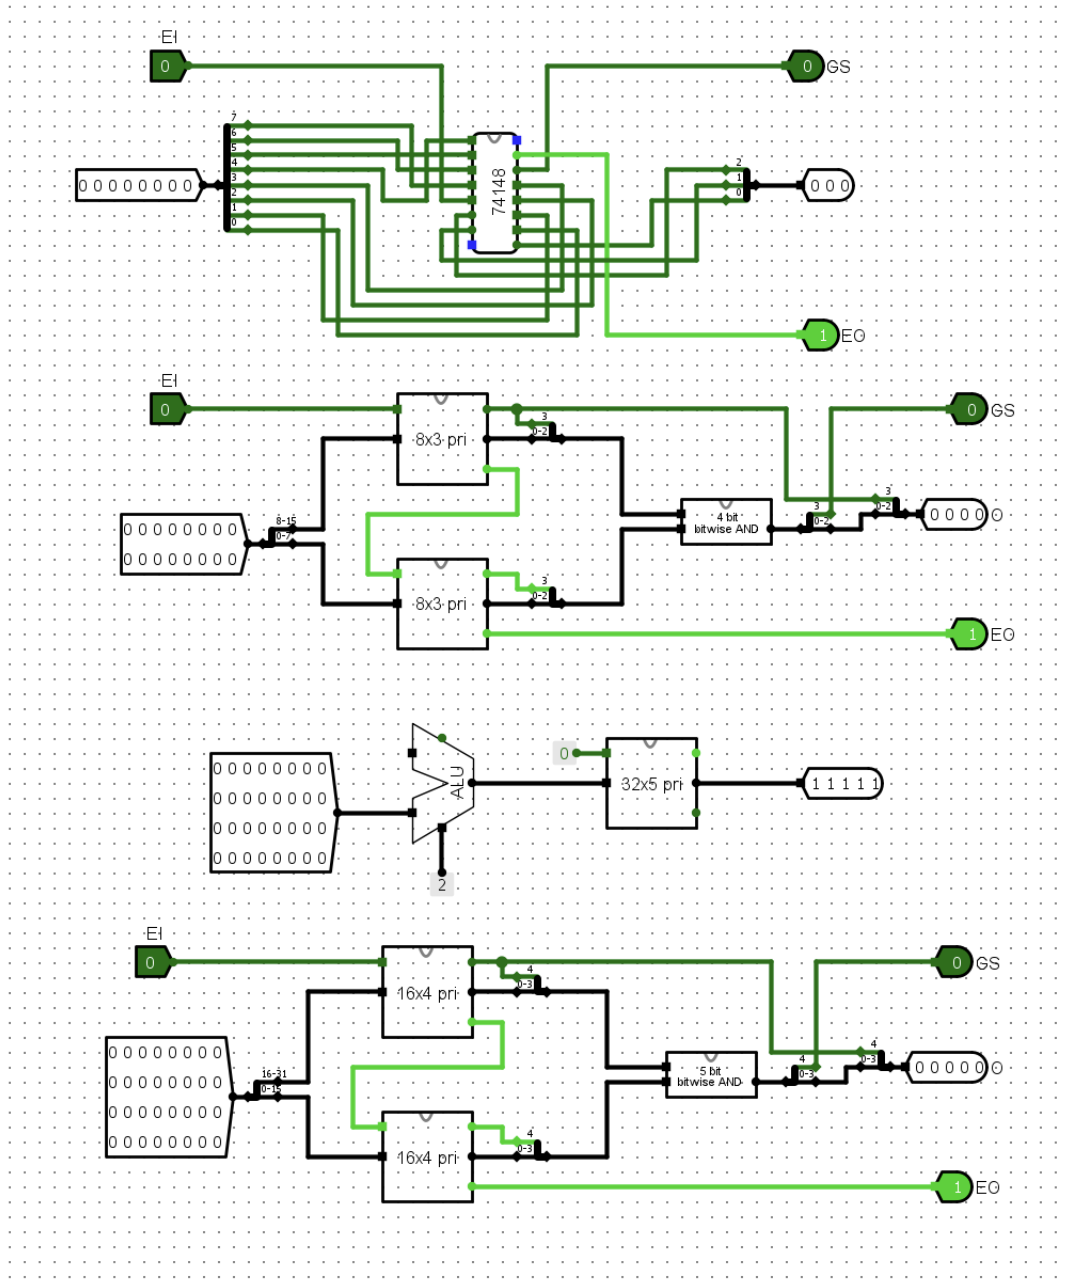 EI
0
0 GS
7
6
5
4
3
2
1
0
0 0 0 0 0 0 0 0
74148
2
1
0
0 0 0
1 EO
EI
0
8x3 pri
3
0-2
0 GS
0 0 0 0 0 0 0 0
0 0 0 0 0 0 0 0
8-15
0-7
4 bit
bitwise AND
3
0-2
3
0-2
0 0 0 0 O
8x3 pri
3
0-2
1 EO
0 0 0 0 0 0 0 0
0 0 0 0 0 0 0 0
0 0 0 0 0 0 0 0
0 0 0 0 0 0 0 0
ALU
2
0
32x5 pri
1 1 1 1 1
EI
0
16x4 pri
4
0-3
0 GS
0 0 0 0 0 0 0 0
0 0 0 0 0 0 0 0
0 0 0 0 0 0 0 0
0 0 0 0 0 0 0 0
16-31
0-15
5 bit
bitwise AND
4
0-3
4
0-3
0 0 0 0 0 O
16x4 pri
4
0-3
1 EO